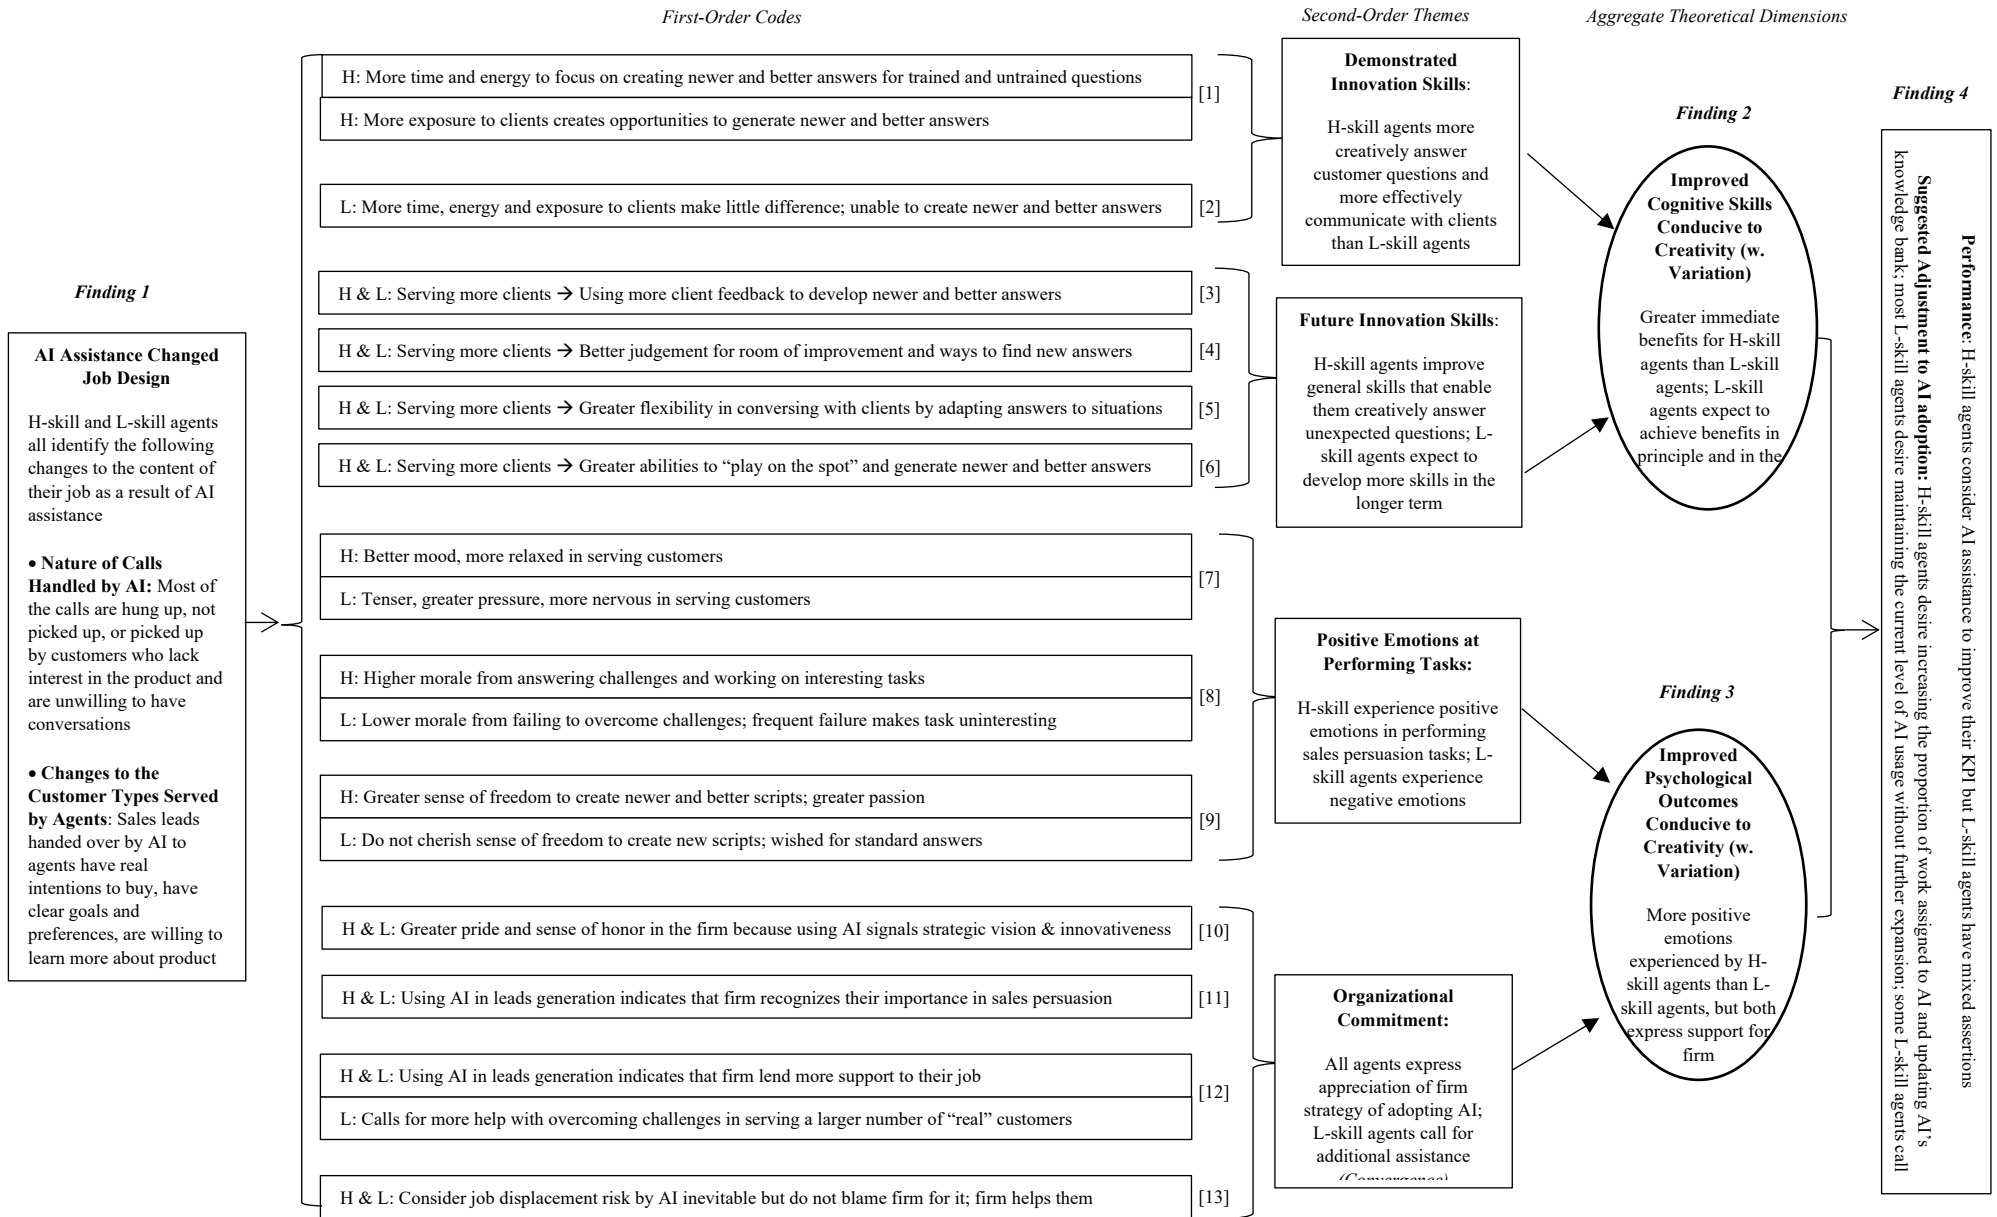 First-Order Codes
Second-Order Themes
Aggregate Theoretical Dimensions
Finding 1
AI Assistance Changed
Job Design
H-skill and L-skill agents
all identify the following
changes to the content of
their job as a result of AI
assistance
• Nature of Calls
Handled by AI: Most of
the calls are hung up, not
picked up, or picked up
by customers who lack
interest in the product and
are unwilling to have
conversations
• Changes to the
Customer Types Served
by Agents: Sales leads
handed over by AI to
agents have real
intentions to buy, have
clear goals and
preferences, are willing to
learn more about product
H: More time and energy to focus on creating newer and better answers for trained and untrained questions
H: More exposure to clients creates opportunities to generate newer and better answers
[1]
L: More time, energy and exposure to clients make little difference; unable to create newer and better answers
[2]
H & L: Serving more clients → Using more client feedback to develop newer and better answers
[3]
H & L: Serving more clients → Better judgement for room of improvement and ways to find new answers
[4]
H & L: Serving more clients → Greater flexibility in conversing with clients by adapting answers to situations
[5]
H & L: Serving more clients → Greater abilities to “play on the spot” and generate newer and better answers
[6]
H: Better mood, more relaxed in serving customers
L: Tenser, greater pressure, more nervous in serving customers
[7]
H: Higher morale from answering challenges and working on interesting tasks
L: Lower morale from failing to overcome challenges; frequent failure makes task uninteresting
[8]
H: Greater sense of freedom to create newer and better scripts; greater passion
L: Do not cherish sense of freedom to create new scripts; wished for standard answers
[9]
H & L: Greater pride and sense of honor in the firm because using AI signals strategic vision & innovativeness
[10]
H & L: Using AI in leads generation indicates that firm recognizes their importance in sales persuasion
[11]
H & L: Using AI in leads generation indicates that firm lend more support to their job
L: Calls for more help with overcoming challenges in serving a larger number of “real” customers
[12]
H & L: Consider job displacement risk by AI inevitable but do not blame firm for it; firm helps them
[13]
Demonstrated
Innovation Skills:
H-skill agents more
creatively answer
customer questions and
more effectively
communicate with clients
than L-skill agents
Future Innovation Skills:
H-skill agents improve
general skills that enable
them creatively answer
unexpected questions; L-
skill agents expect to
develop more skills in the
longer term
Positive Emotions at
Performing Tasks:
H-skill experience positive
emotions in performing
sales persuasion tasks; L-
skill agents experience
negative emotions
Organizational
Commitment:
All agents express
appreciation of firm
strategy of adopting AI;
L-skill agents call for
additional assistance
(Convergence)
Finding 2
Improved
Cognitive Skills
Conducive to
Creativity (w.
Variation)
Greater immediate
benefits for H-skill
agents than L-skill
agents; L-skill
agents expect to
achieve benefits in
principle and in the
Finding 3
Improved
Psychological
Outcomes
Conducive to
Creativity (w.
Variation)
More positive
emotions
experienced by H-
skill agents than L-
skill agents, but both
express support for
firm
Finding 4
Performance: H-skill agents consider AI assistance to improve their KPI but L-skill agents have mixed assertions
Suggested Adjustment to AI adoption: H-skill agents desire increasing the proportion of work assigned to AI and updating AI’s
knowledge bank; most L-skill agents desire maintaining the current level of AI usage without further expansion; some L-skill agents call